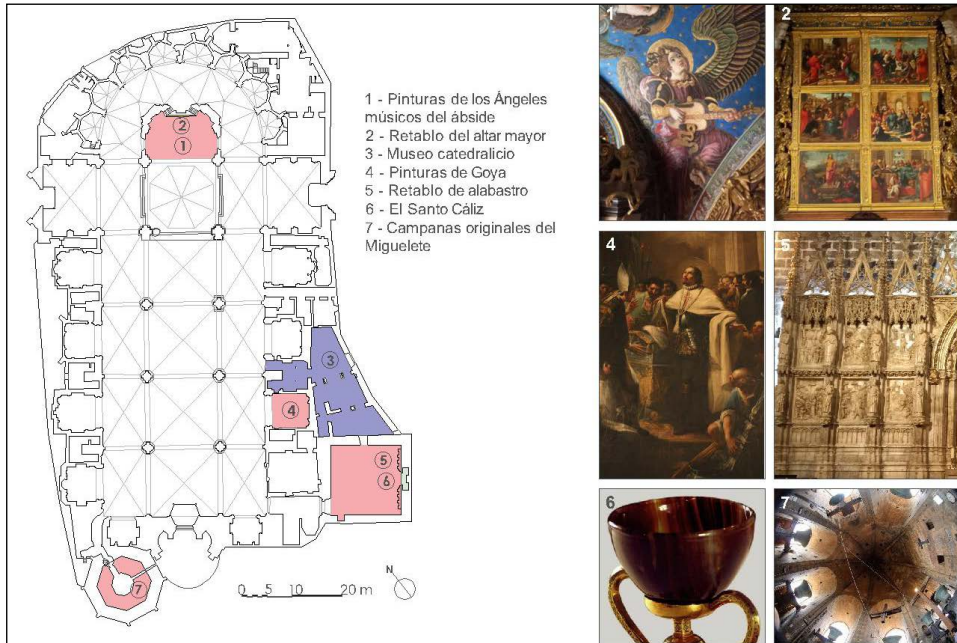 1 - Pinturas de los Ángeles
músicos del ábside
2 - Retablo del altar mayor
3 - Museo catedralicio
4 - Pinturas de Goya
5 - Retablo de alabastro
6 - El Santo Cáliz
7 - Campanas originales del
Miguelete
2
1
3
4
5
6
7
0 5 10 20 m
N
1
2
4
5
6
7